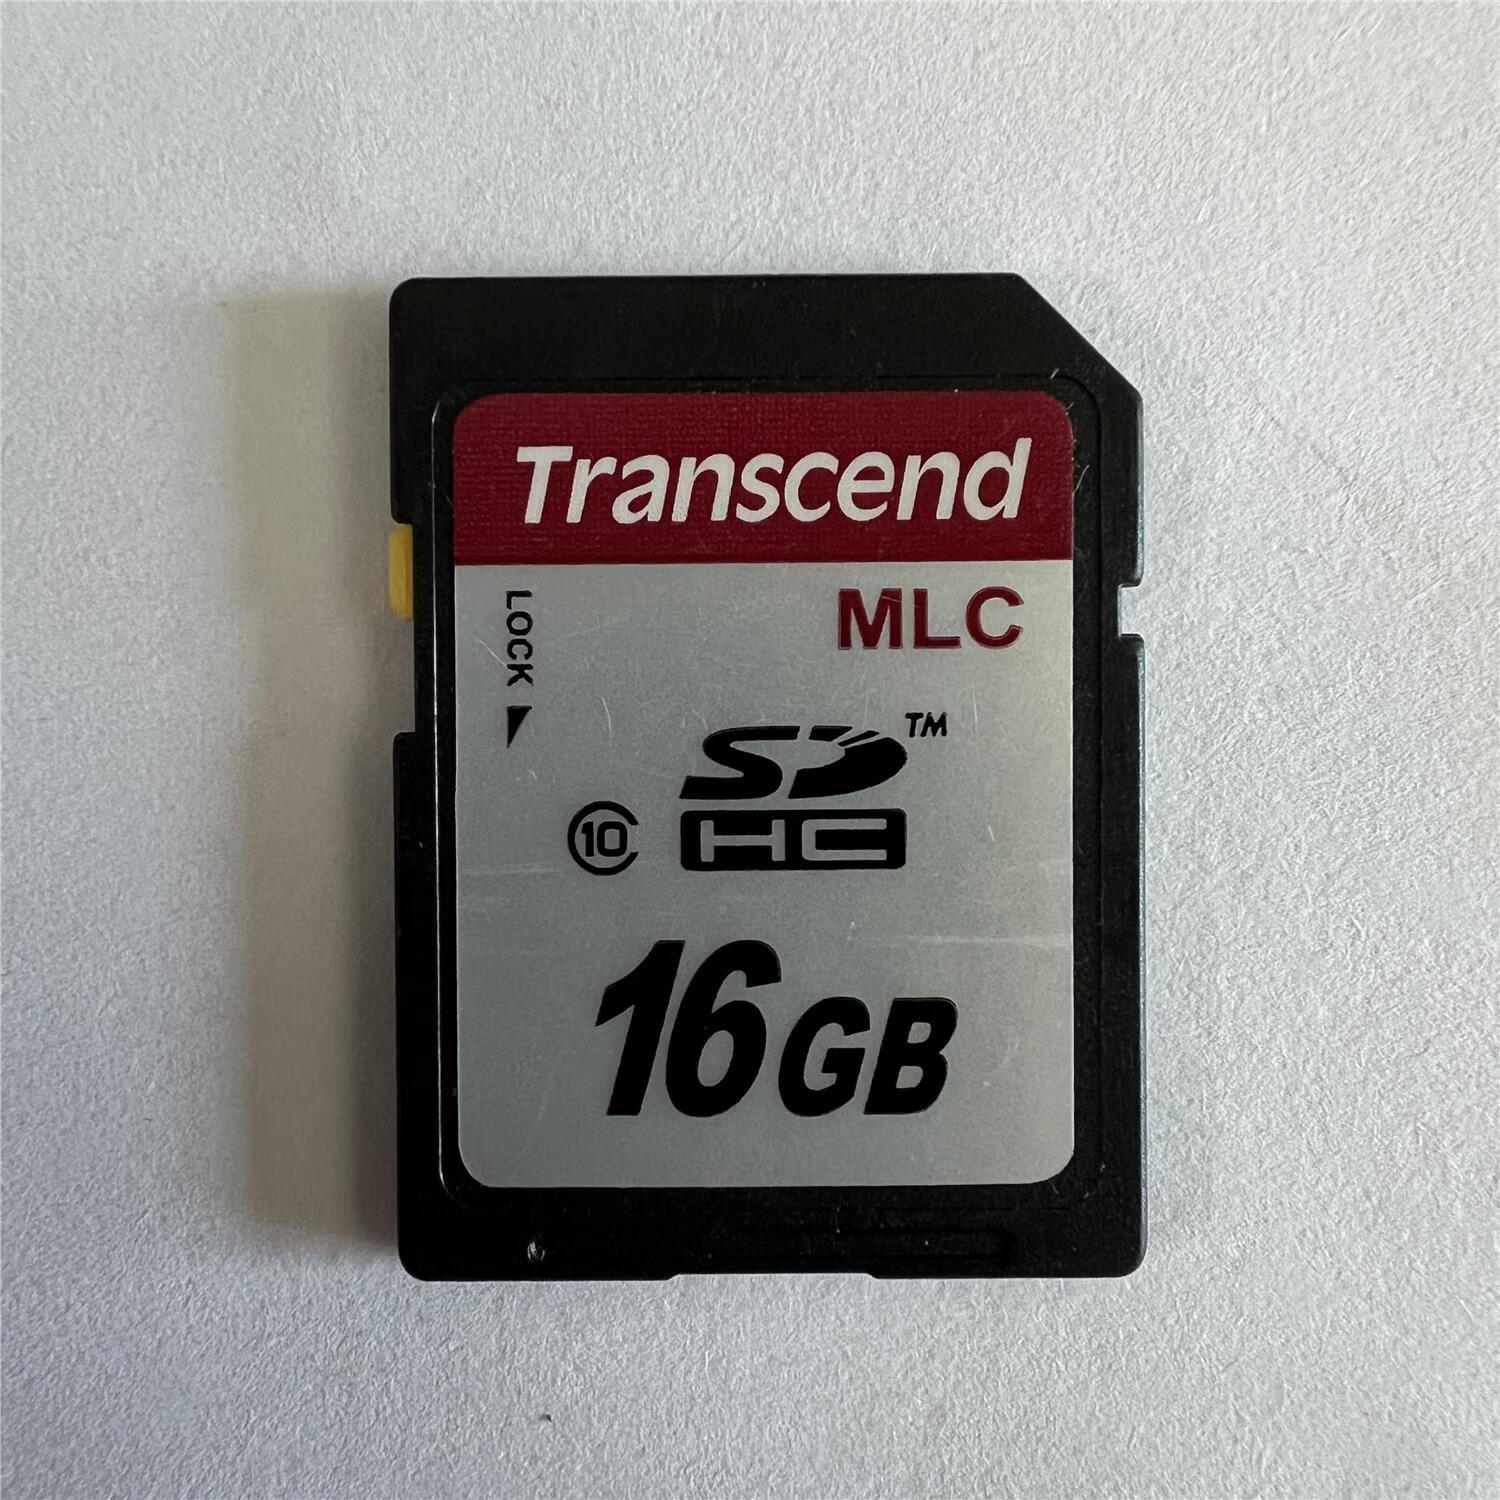 Transcend
MLC
LOCK
SD™
HC
10
16GB